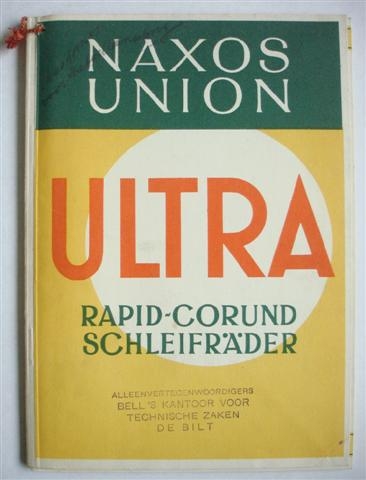 NAXOS
UNION
ULTRA
RAPID-CORUND
SCHLEIFRÄDER
ALLEENVERTEGENWOORDIGERS
BELL'S KANTOOR VOOR
TECHNISCHE ZAKEN
DE BILT